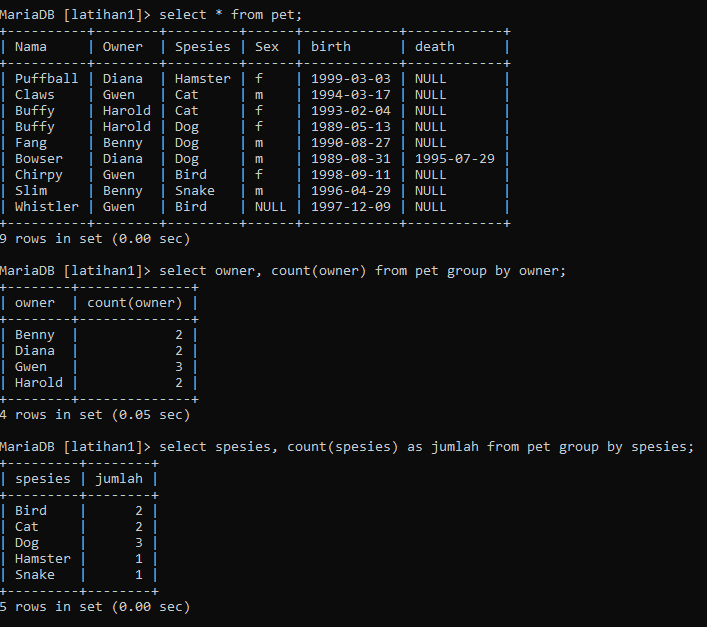 MariaDB [latihan1]> select * from pet;
+----------+--------+---------+------+------------+------------+
| Nama     | Owner  | Spesies | Sex  | birth      | death      |
+----------+--------+---------+------+------------+------------+
| Puffball | Diana  | Hamster | f    | 1999-03-03 | NULL       |
| Claws    | Gwen   | Cat     | m    | 1994-03-17 | NULL       |
| Buffy    | Harold | Cat     | f    | 1993-02-04 | NULL       |
| Buffy    | Harold | Dog     | f    | 1989-05-13 | NULL       |
| Fang     | Benny  | Dog     | m    | 1990-08-27 | NULL       |
| Bowser   | Diana  | Dog     | m    | 1989-08-31 | 1995-07-29 |
| Chirpy   | Gwen   | Bird    | f    | 1998-09-11 | NULL       |
| Slim     | Benny  | Snake   | m    | 1996-04-29 | NULL       |
| Whistler | Gwen   | Bird    | NULL | 1997-12-09 | NULL       |
+----------+--------+---------+------+------------+------------+
9 rows in set (0.00 sec)
MariaDB [latihan1]> select owner, count(owner) from pet group by owner;
+--------+--------------+
| owner  | count(owner) |
+--------+--------------+
| Benny  |            2 |
| Diana  |            2 |
| Gwen   |            3 |
| Harold |            2 |
+--------+--------------+
4 rows in set (0.05 sec)
MariaDB [latihan1]> select spesies, count(spesies) as jumlah from pet group by spesies;
+---------+--------+
| spesies | jumlah |
+---------+--------+
| Bird    |      2 |
| Cat     |      2 |
| Dog     |      3 |
| Hamster |      1 |
| Snake   |      1 |
+---------+--------+
5 rows in set (0.00 sec)